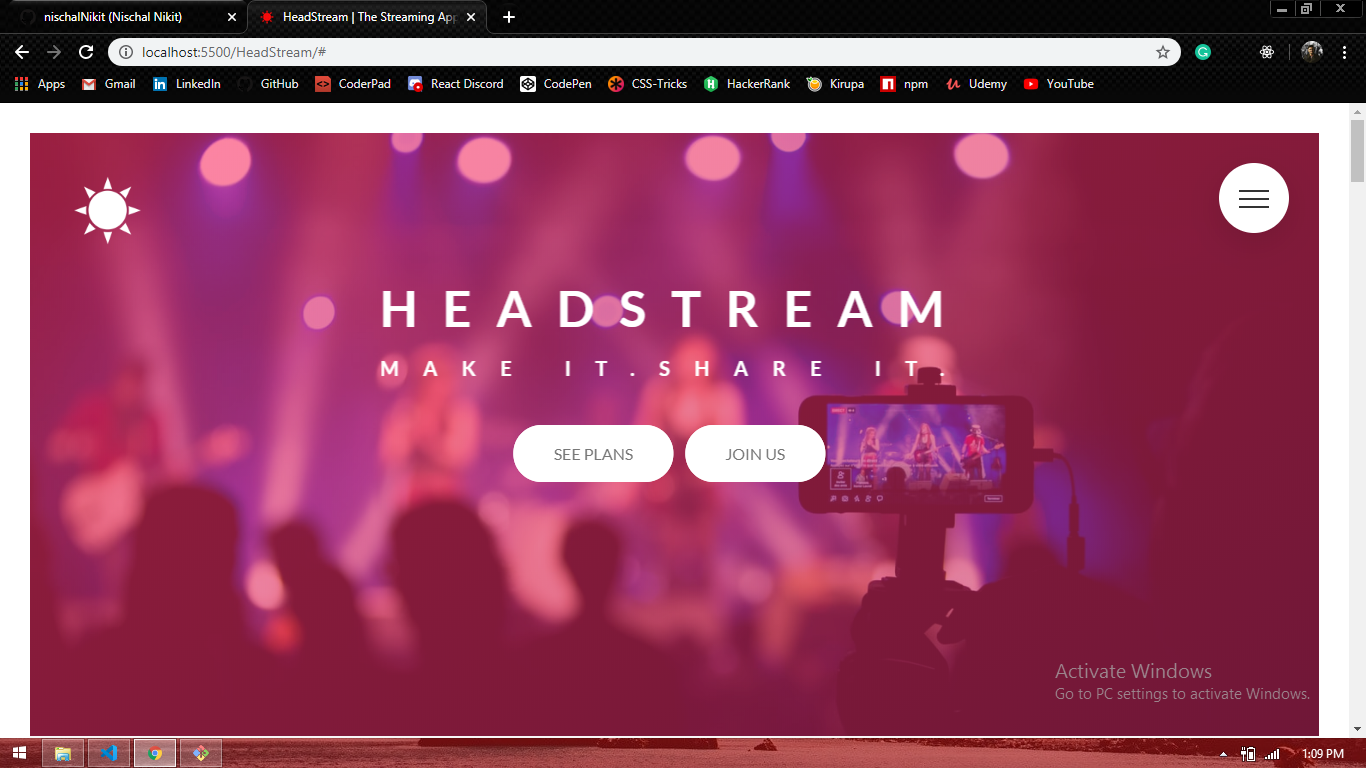 nischalNikit (Nischal Nikit)
HeadStream | The Streaming App
localhost:5500/HeadStream/#
Apps Gmail LinkedIn GitHub CoderPad React Discord CodePen CSS-Tricks HackerRank Kirupa npm Udemy YouTube
HEADSTREAM
MAKE IT.SHARE IT.
SEE PLANS JOIN US
Activate Windows
Go to PC settings to activate Windows.
1:09 PM